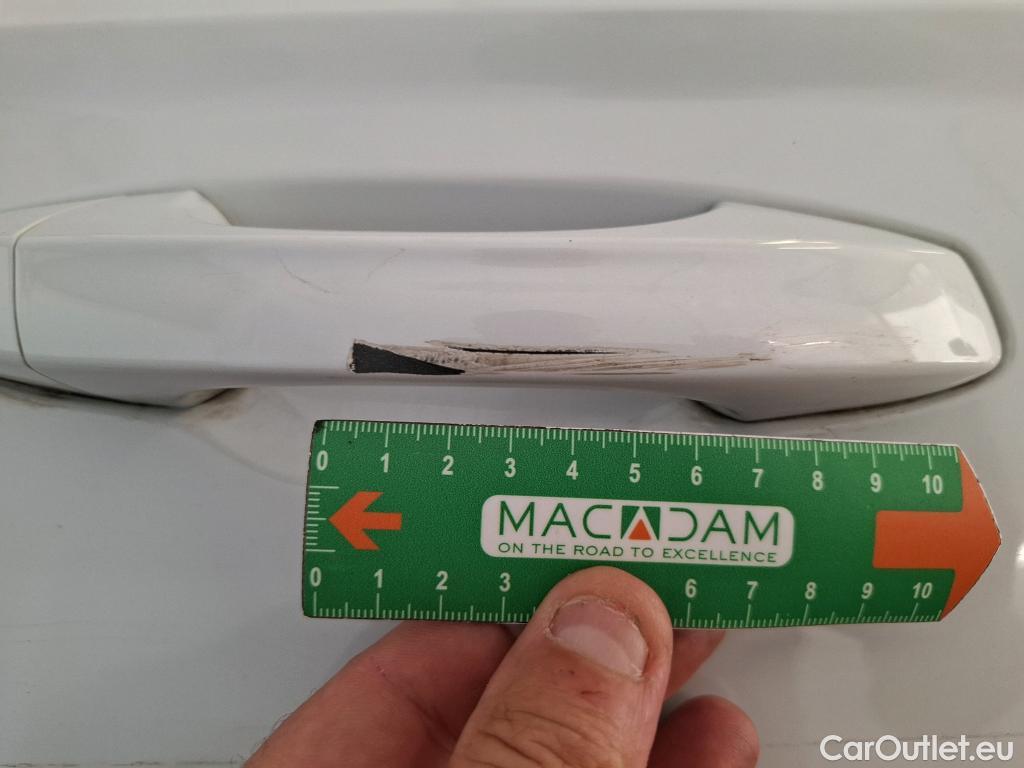 0 1 2 3 4 5 6 7 8 9 10
MACADAM
ON THE ROAD TO EXCELLENCE
0 1 2 3 6 7 8 9 10
CarOutlet.eu